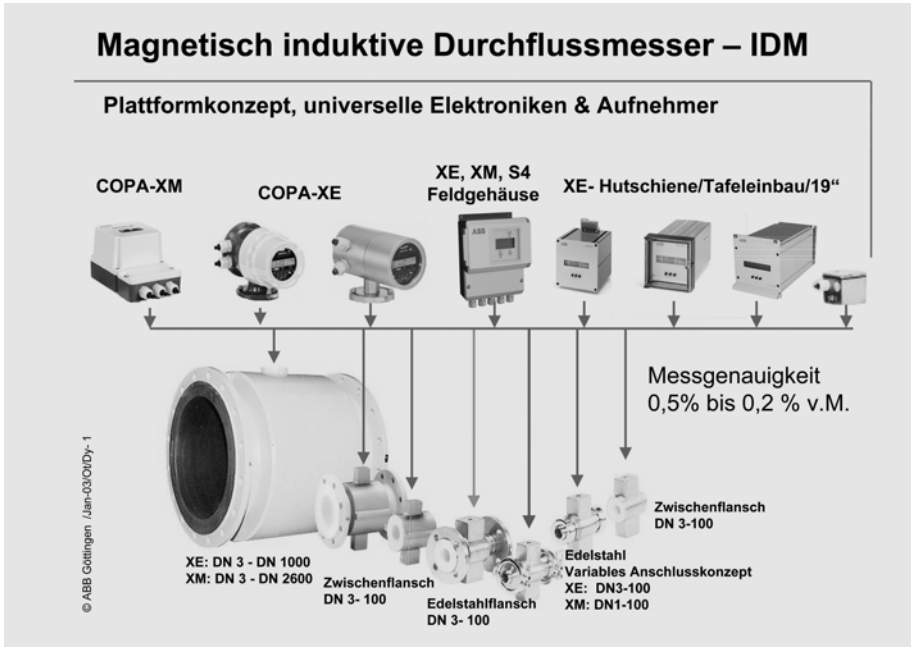 Magnetisch induktive Durchflussmesser – IDM
Plattformkonzept, universelle Elektroniken & Aufnehmer
COPA-XM
COPA-XE
XE, XM, S4
Feldgehäuse
XE- Hutschiene/Tafeleinbau/19“
ABB
Messgenauigkeit
0,5% bis 0,2 % v.M.
XE: DN 3 - DN 1000
XM: DN 3 - DN 2600
Zwischenflansch
DN 3- 100
Edelstahlflansch
DN 3- 100
Edelstahl
Variables Anschlusskonzept
XE: DN3-100
XM: DN1-100
Zwischenflansch
DN 3-100
© ABB Göttingen /Jan-03/Ot/Dy- 1